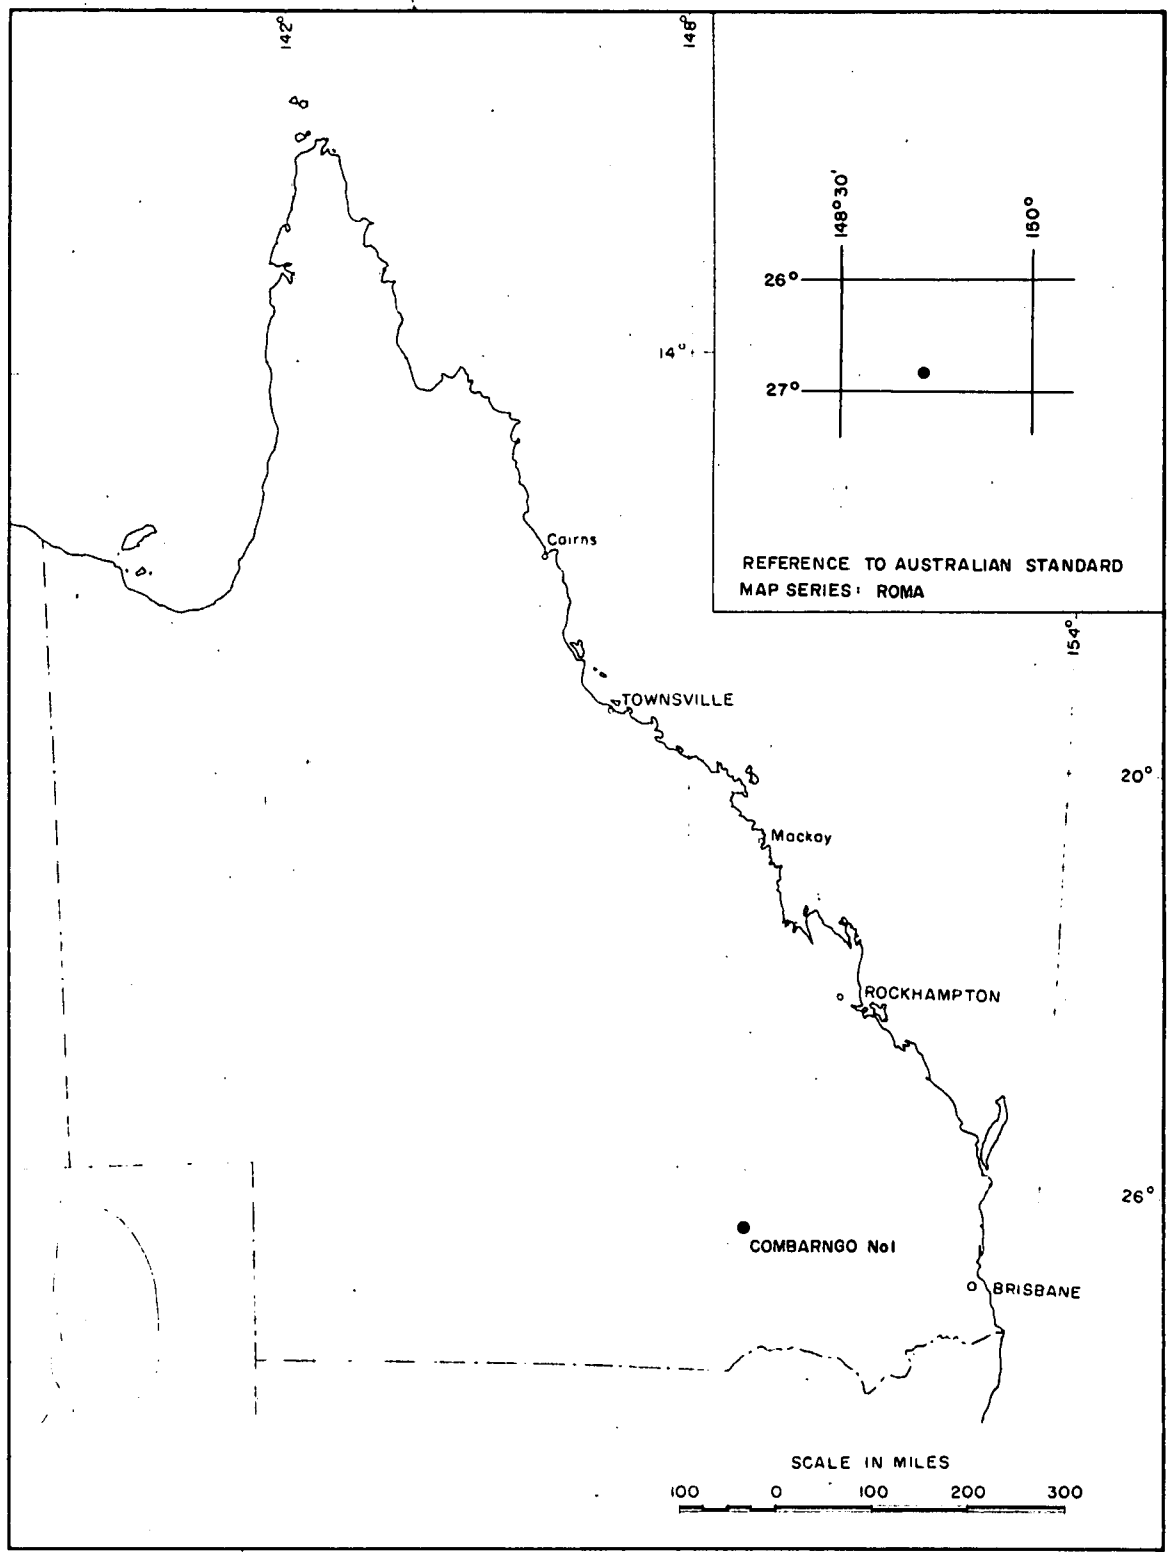 142°
148°
148°30'
150°
26°
14°
27°
Cairns
REFERENCE TO AUSTRALIAN STANDARD
MAP SERIES: ROMA
154°
TOWNSVILLE
20°
Mackay
ROCKHAMPTON
26°
COMBARNGO No1
BRISBANE
SCALE IN MILES
100 0 100 200 300